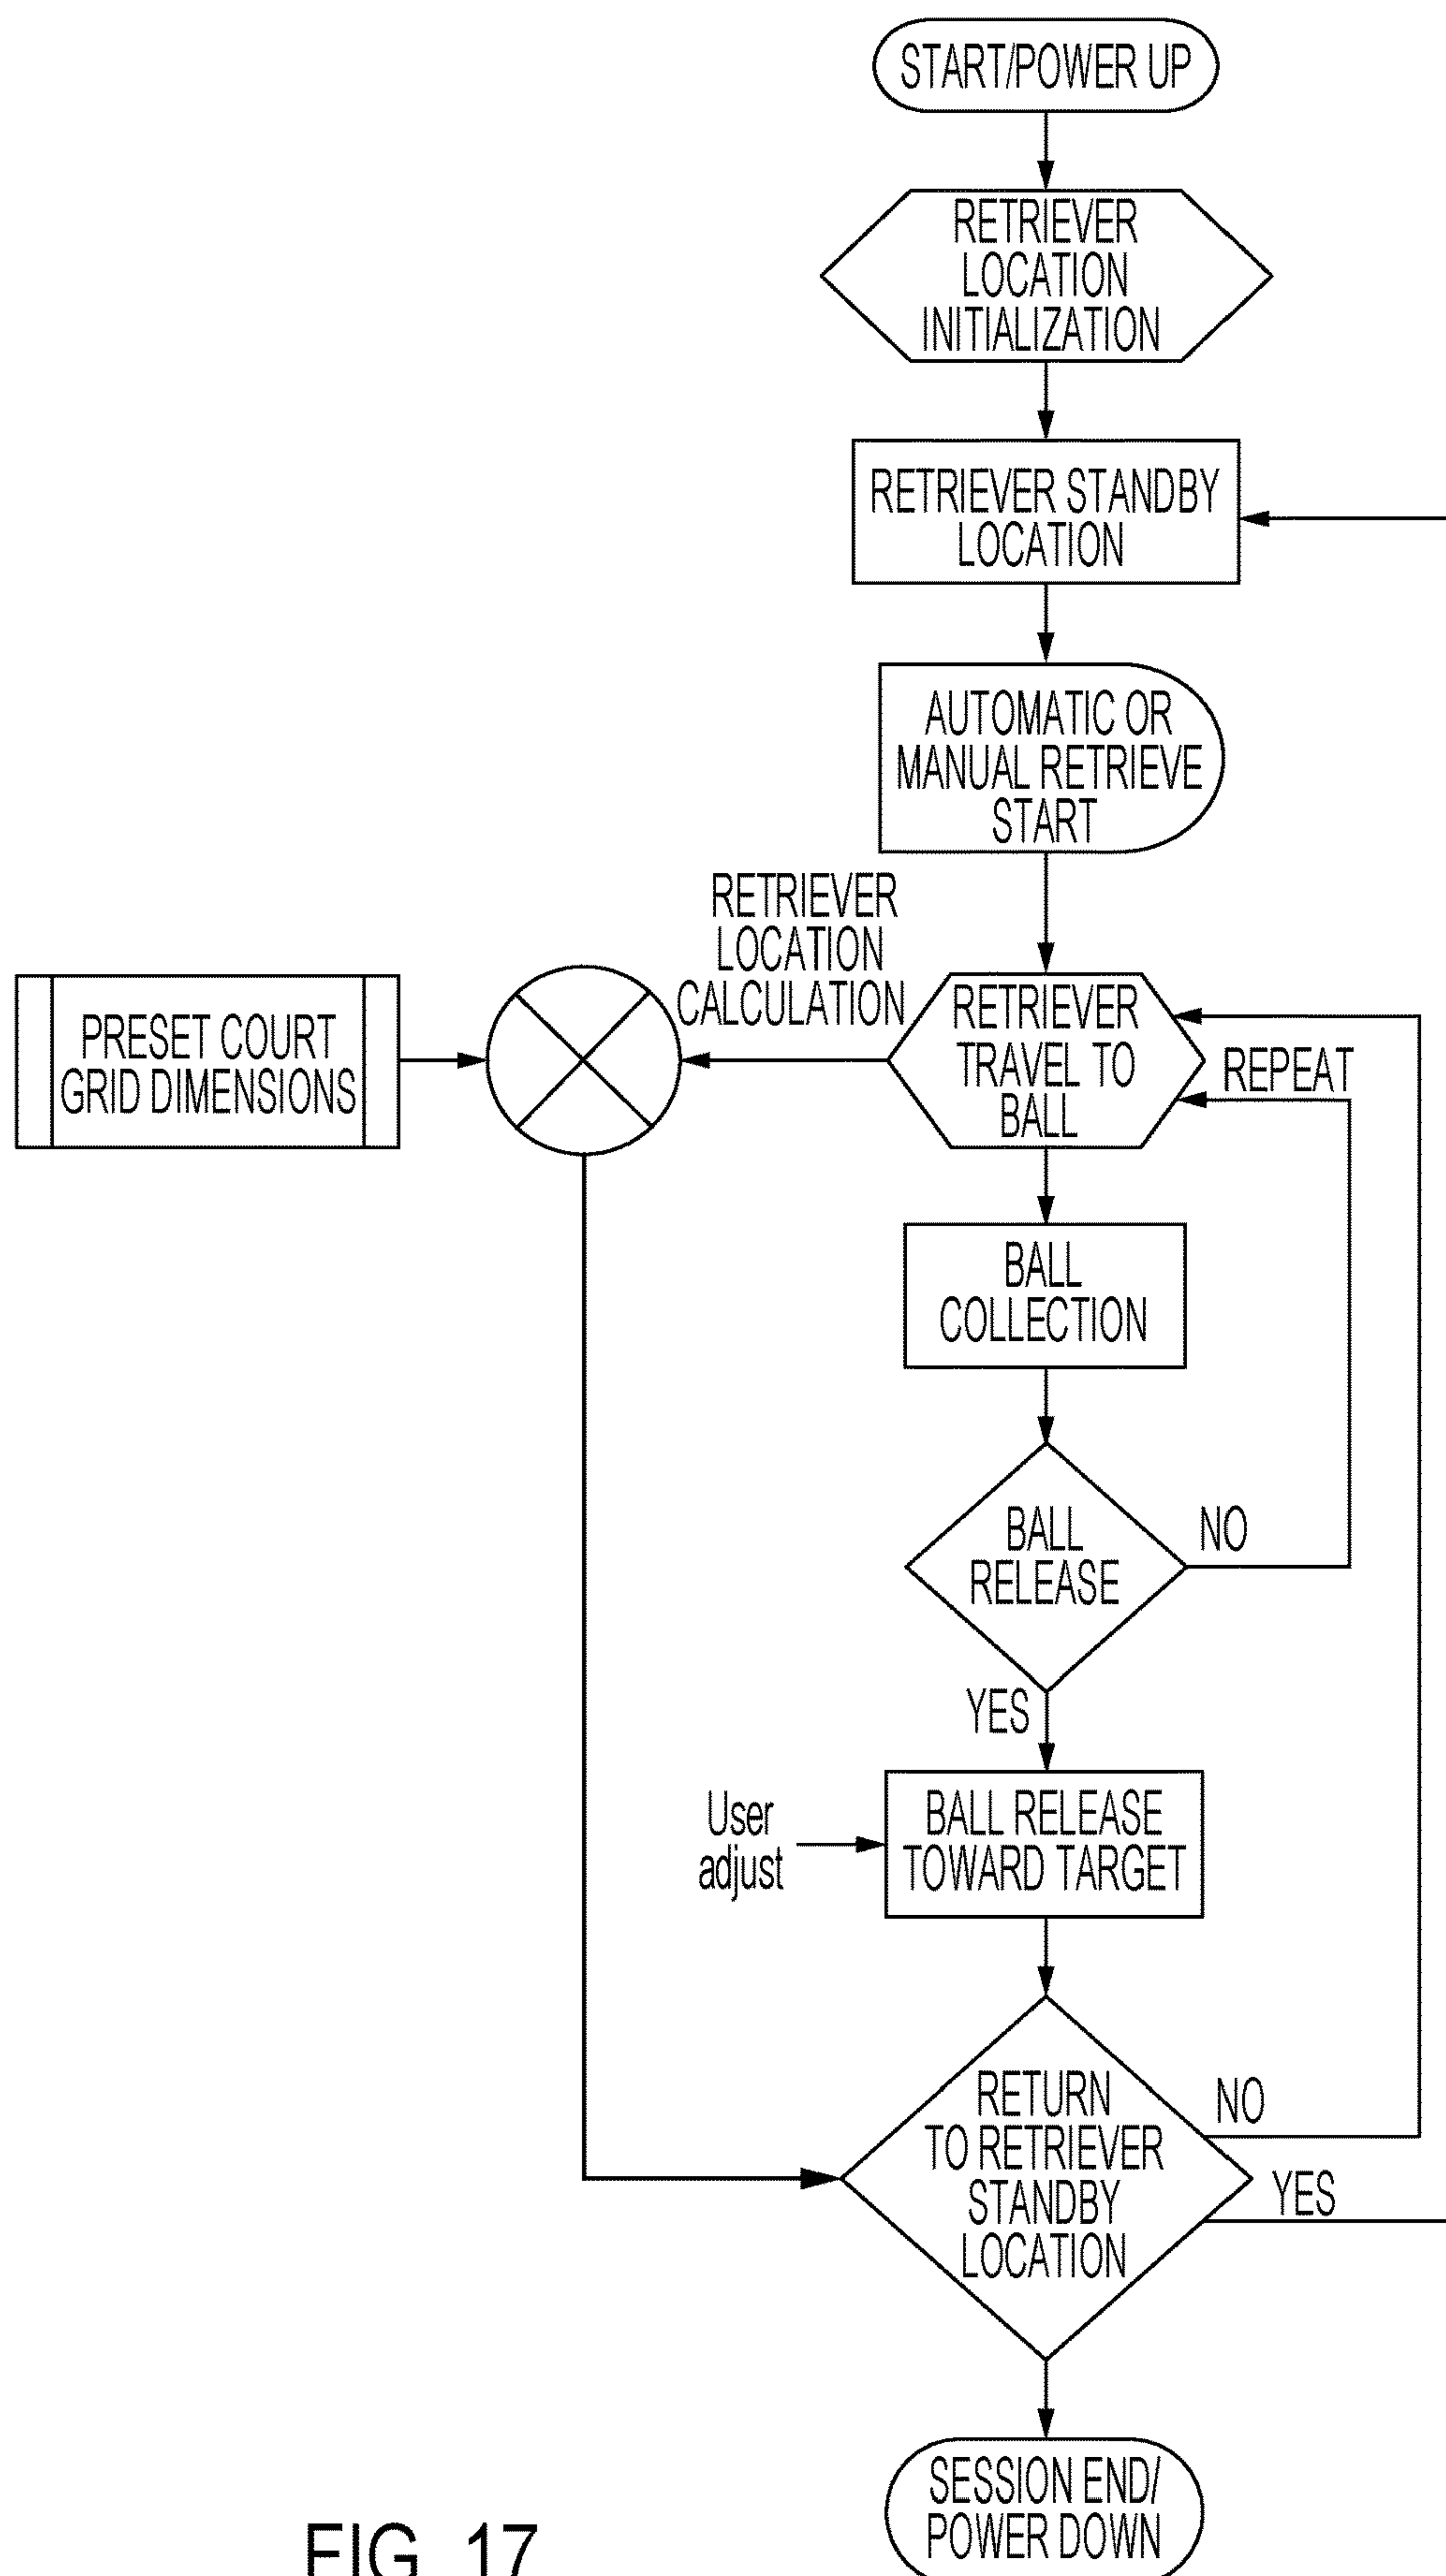 START/POWER UP
RETRIEVER
LOCATION
INITIALIZATION
RETRIEVER STANDBY
LOCATION
AUTOMATIC OR
MANUAL RETRIEVE
START
RETRIEVER
LOCATION
CALCULATION
PRESET COURT
GRID DIMENSIONS
RETRIEVER
TRAVEL TO
BALL
REPEAT
BALL
COLLECTION
BALL
RELEASE
NO
YES
User
adjust
BALL RELEASE
TOWARD TARGET
RETURN
TO RETRIEVER
STANDBY
LOCATION
NO
YES
SESSION END/
POWER DOWN
FIG. 17